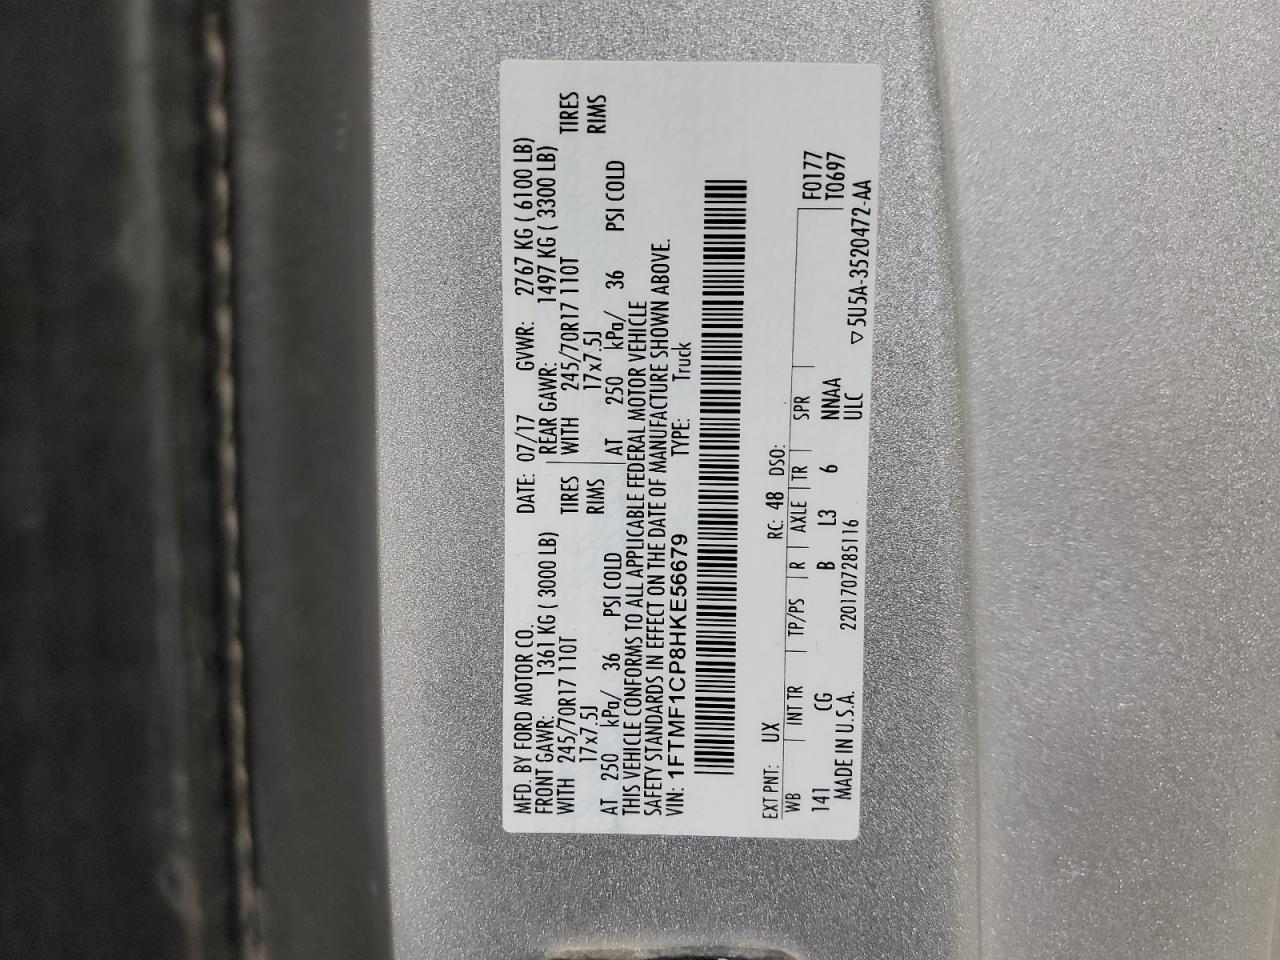 MFD. BY FORD MOTOR CO. DATE: 07/17 GVWR: 2767 KG ( 6100 LB)
FRONT GAWR: 1361 KG ( 3000 LB) REAR GAWR: 1497 KG ( 3300 LB)
WITH 245/70R17 110T TIRES WITH 245/70R17 110T TIRES
17x7.5J RIMS 17x7.5J RIMS
AT 250 kPa/ 36 PSI COLD AT 250 kPa/ 36 PSI COLD
THIS VEHICLE CONFORMS TO ALL APPLICABLE FEDERAL MOTOR VEHICLE
SAFETY STANDARDS IN EFFECT ON THE DATE OF MANUFACTURE SHOWN ABOVE.
VIN: 1FTMF1CP8HKE56679 TYPE: Truck
EXT PNT: UX RC: 48 DSO:
WB INT TR TP/PS R AXLE TR SPR F0177
141 CG B L3 6 NNAA T0697
MADE IN U.S.A. 2201707285116 ULC
▽5U5A-3520472-AA